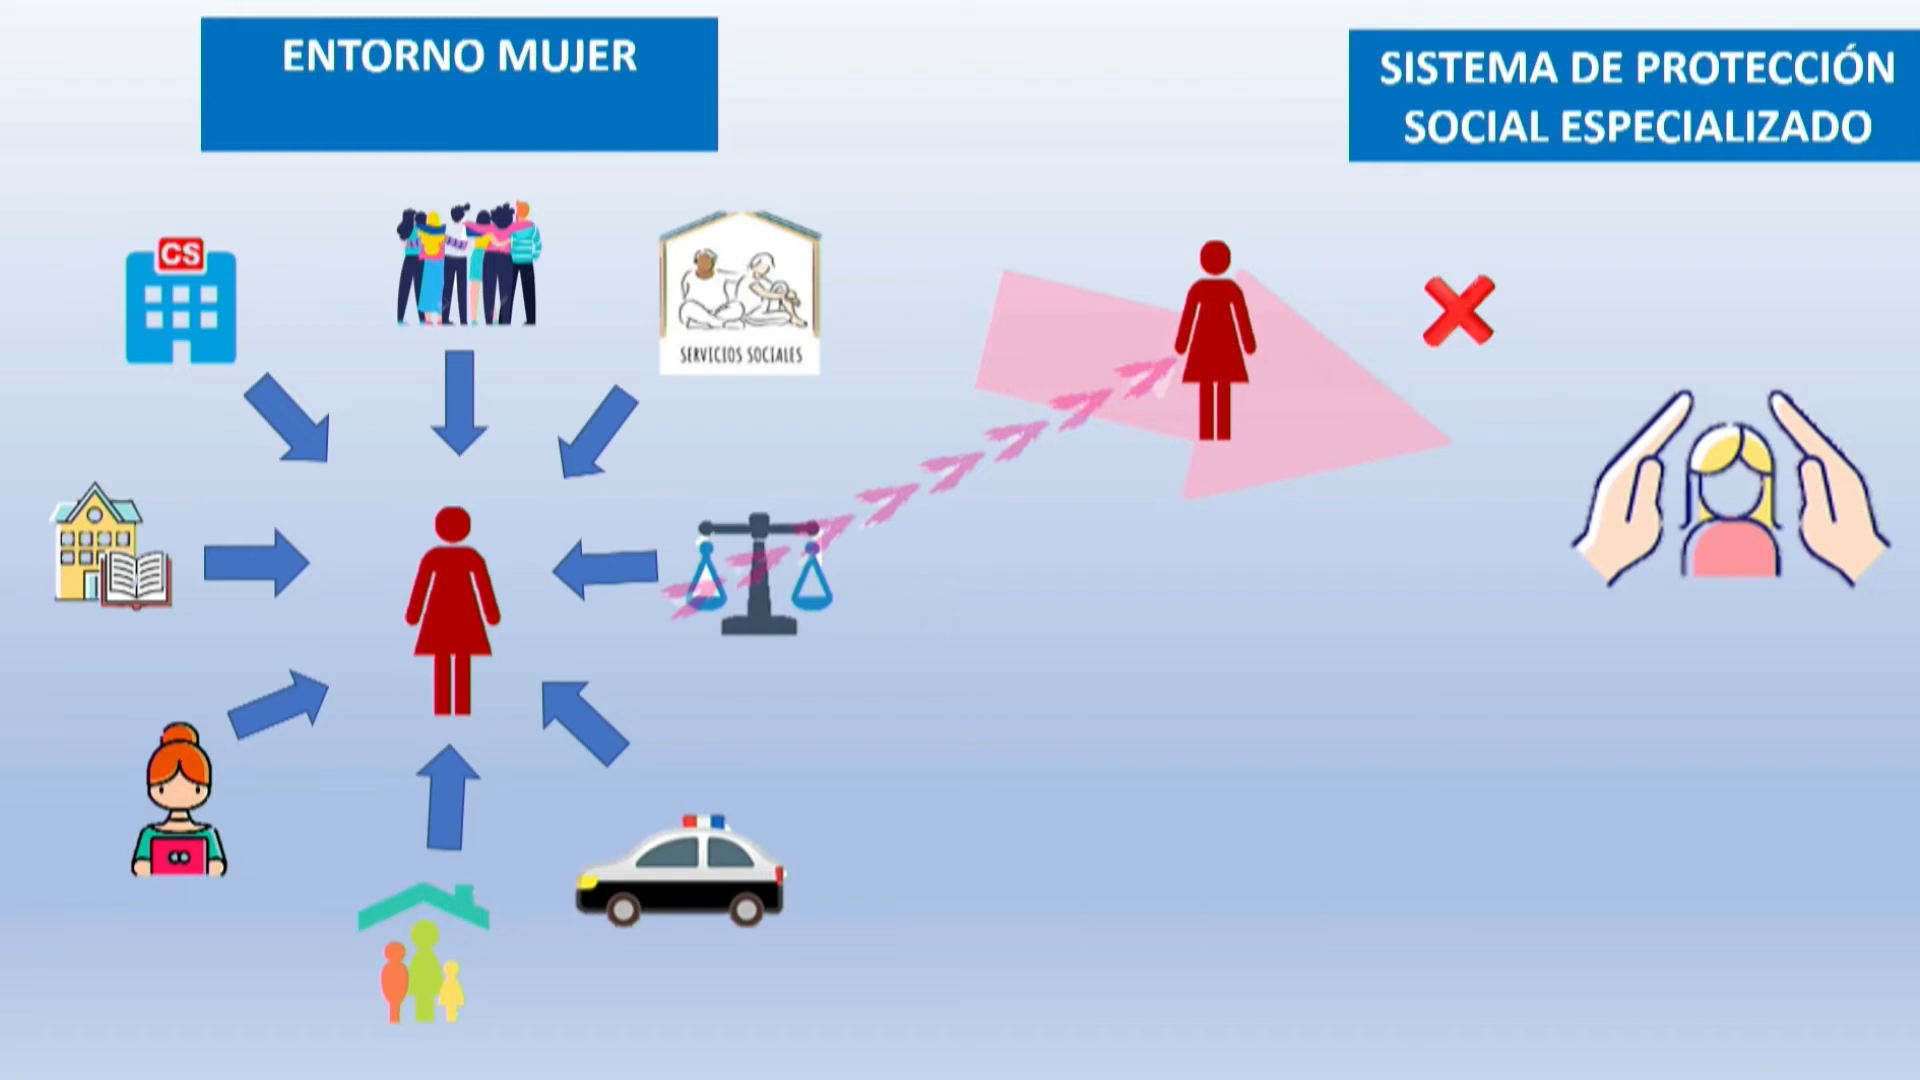 ENTORNO MUJER
SISTEMA DE PROTECCIÓN
SOCIAL ESPECIALIZADO
CS
SERVICIOS SOCIALES